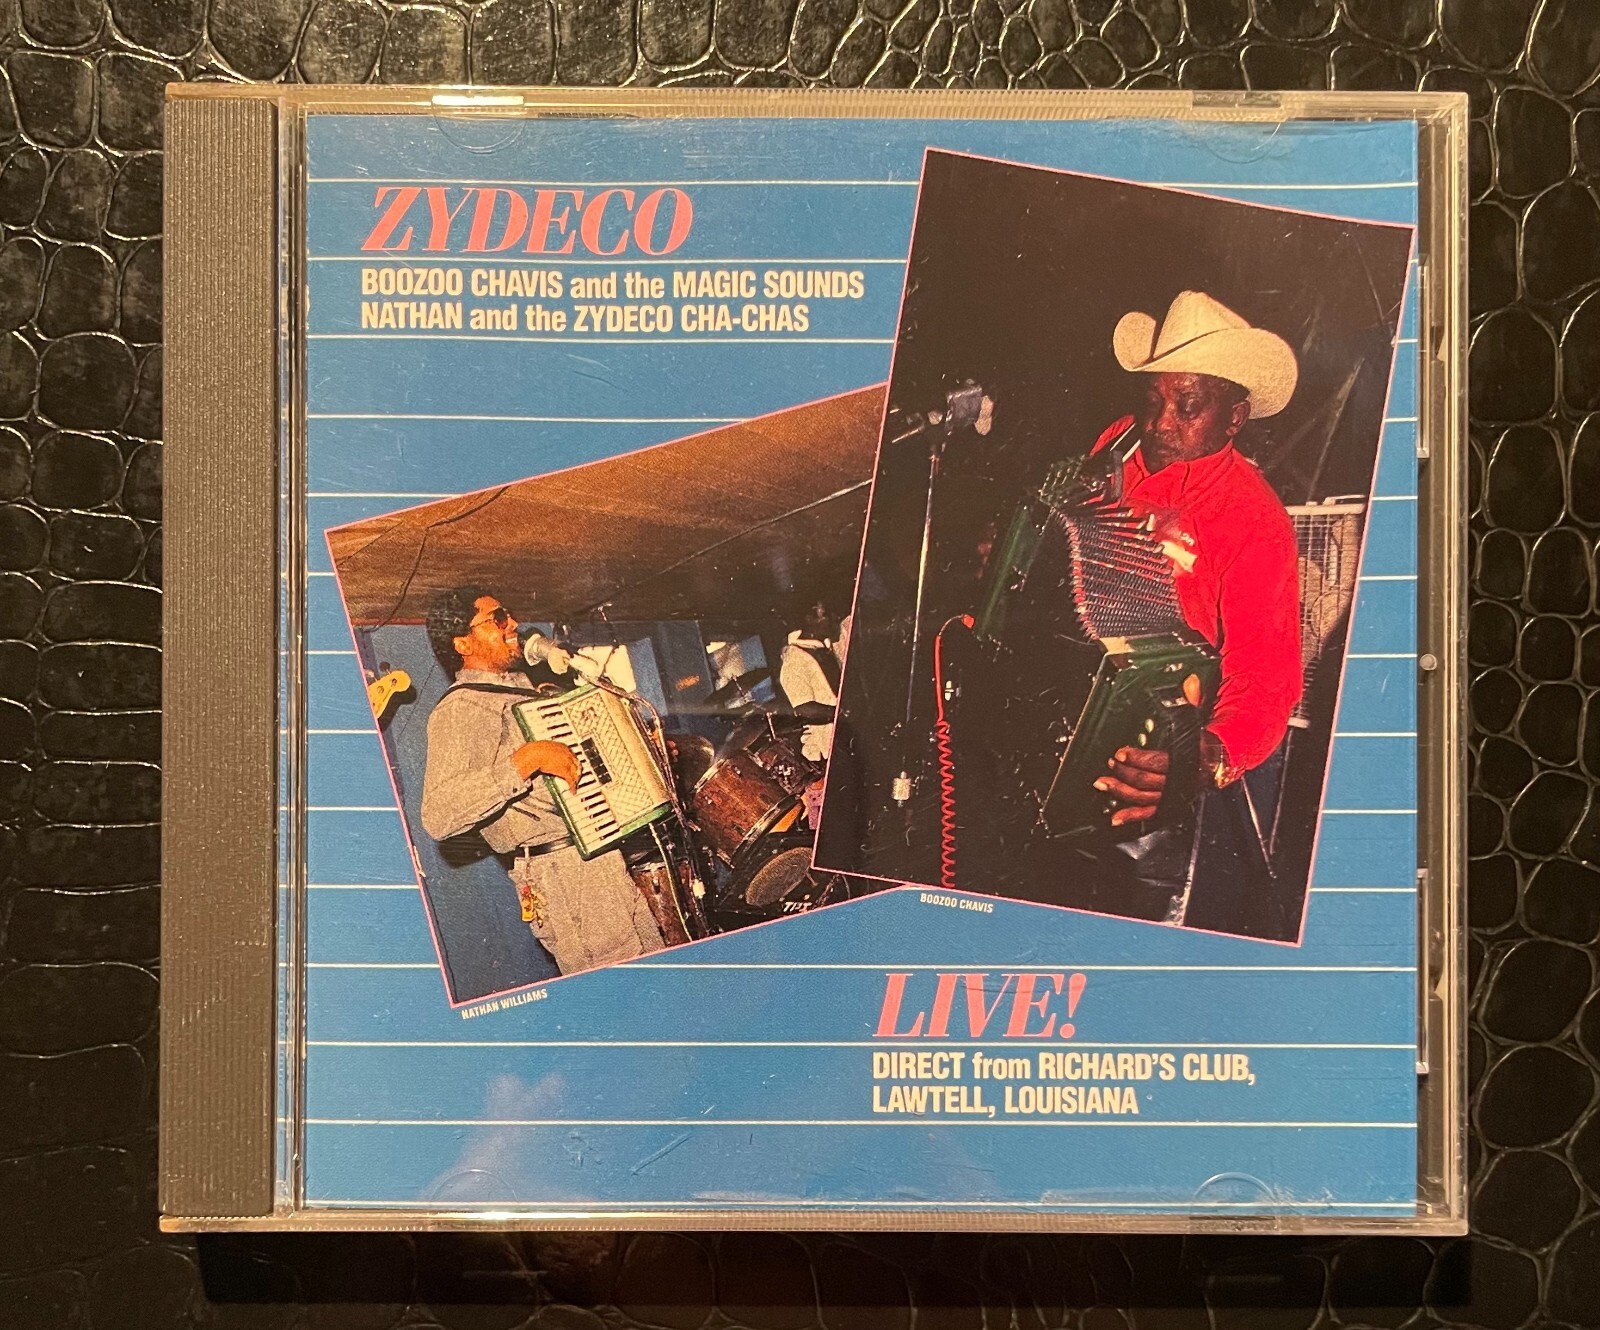 ZYDECO
BOOZOO CHAVIS and the MAGIC SOUNDS
NATHAN and the ZYDECO CHA-CHAS
BOOZOO CHAVIS
NATHAN WILLIAMS
LIVE!
DIRECT from RICHARD'S CLUB,
LAWTELL, LOUISIANA